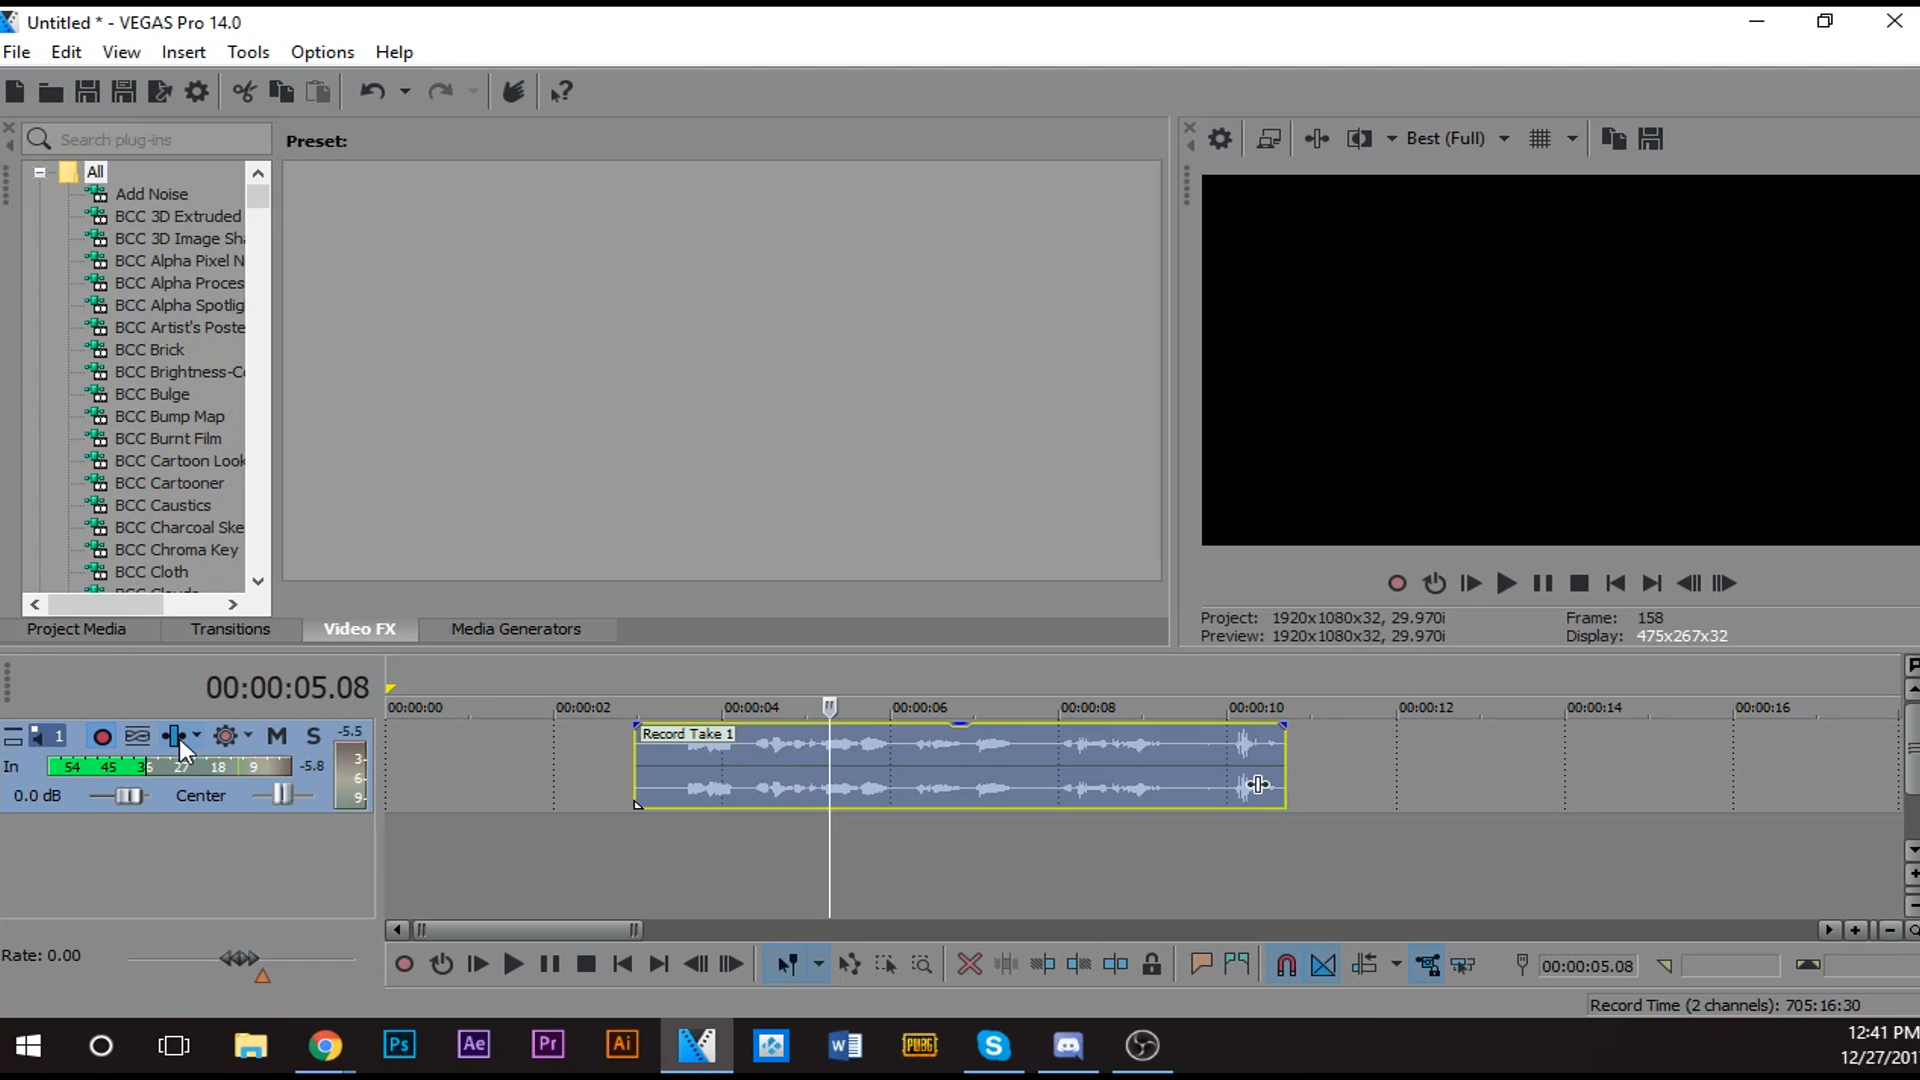 Untitled * - VEGAS Pro 14.0
File Edit View Insert Tools Options Help
Search plug-ins
Preset:
Best (Full)
All
Add Noise
BCC 3D Extruded
BCC 3D Image Sha
BCC Alpha Pixel N
BCC Alpha Proces
BCC Alpha Spotlig
BCC Artist's Poste
BCC Brick
BCC Brightness-Co
BCC Bulge
BCC Bump Map
BCC Burnt Film
BCC Cartoon Look
BCC Cartooner
BCC Caustics
BCC Charcoal Ske
BCC Chroma Key
BCC Cloth
Project Media Transitions Video FX Media Generators
Project: 1920x1080x32, 29.970i Frame: 158
Preview: 1920x1080x32, 29.970i Display: 475x267x32
00:00:05.08
00:00:00 00:00:02 00:00:04 00:00:06 00:00:08 00:00:10 00:00:12 00:00:14 00:00:16
1 M S -5.5
Record Take 1
In 54 45 36 27 18 9 -5.8
3
6
9
0.0 dB Center
Rate: 0.00
00:00:05.08
Record Time (2 channels): 705:16:30
Ps Ae Pr Ai PUBG
12:41 PM
12/27/201